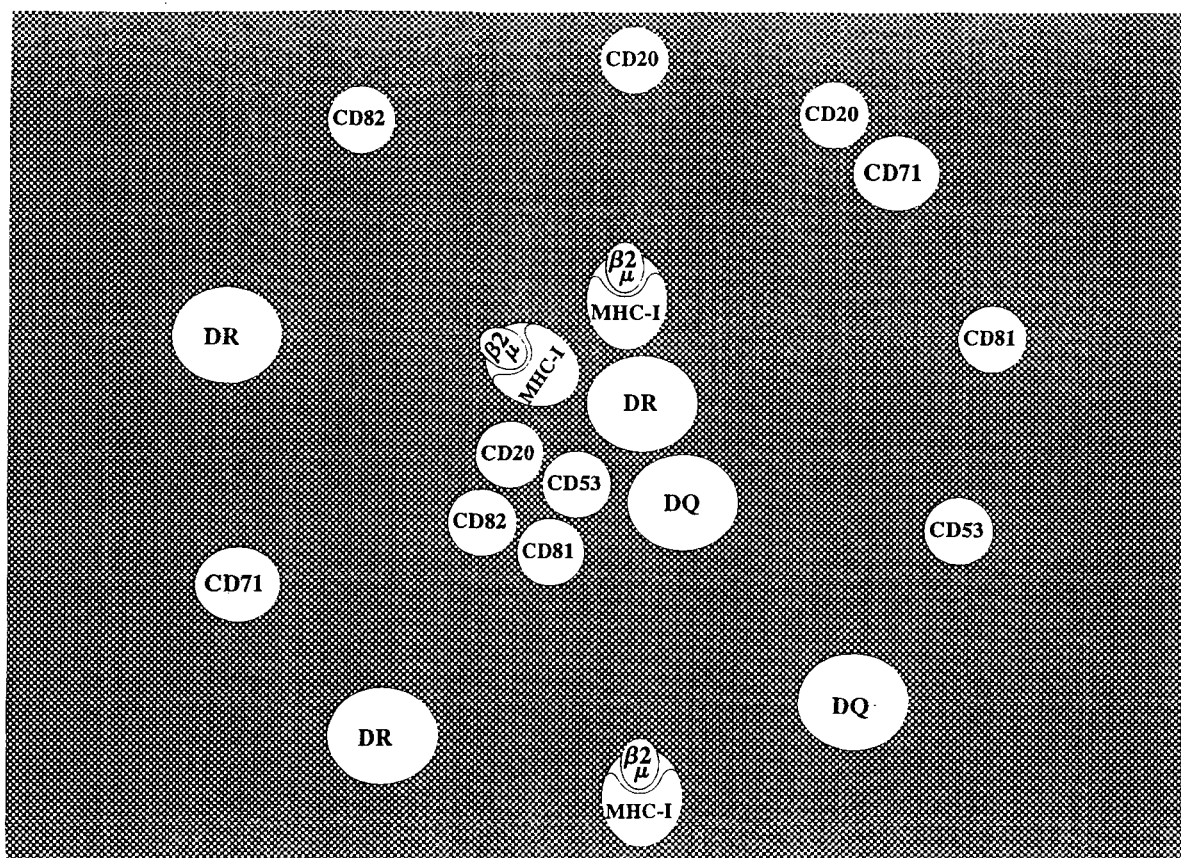 CD20
CD82
CD20
CD71
β2
μ
MHC-I
DR
β2
μ
MHC-I
CD81
DR
CD20
CD53
DQ
CD82
CD53
CD81
CD71
DQ
DR
β2
μ
MHC-I